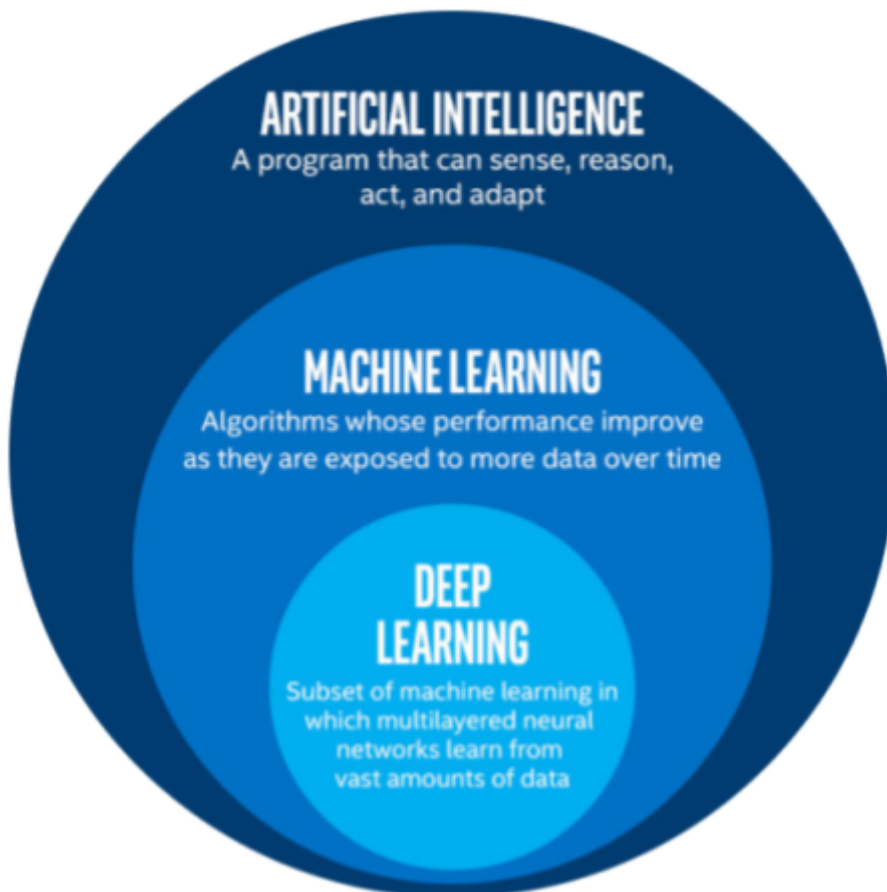 ARTIFICIAL INTELLIGENCE
A program that can sense, reason,
act, and adapt
MACHINE LEARNING
Algorithms whose performance improve
as they are exposed to more data over time
DEEP
LEARNING
Subset of machine learning in
which multilayered neural
networks learn from
vast amounts of data